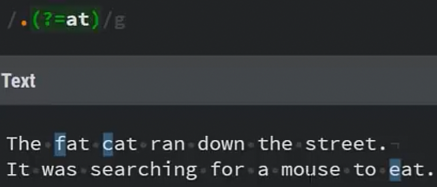 /.(?=at)/g
Text
The fat cat ran down the street.
It was searching for a mouse to eat.